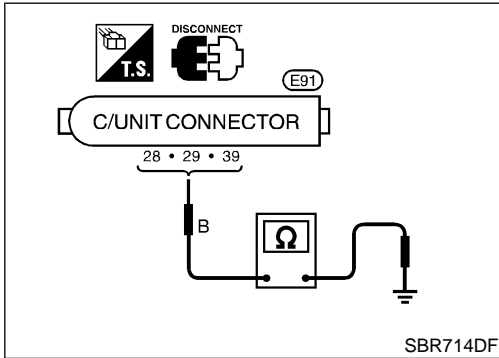 DISCONNECT
T.S.
E91
C/UNIT CONNECTOR
28 • 29 • 39
B
Ω
SBR714DF